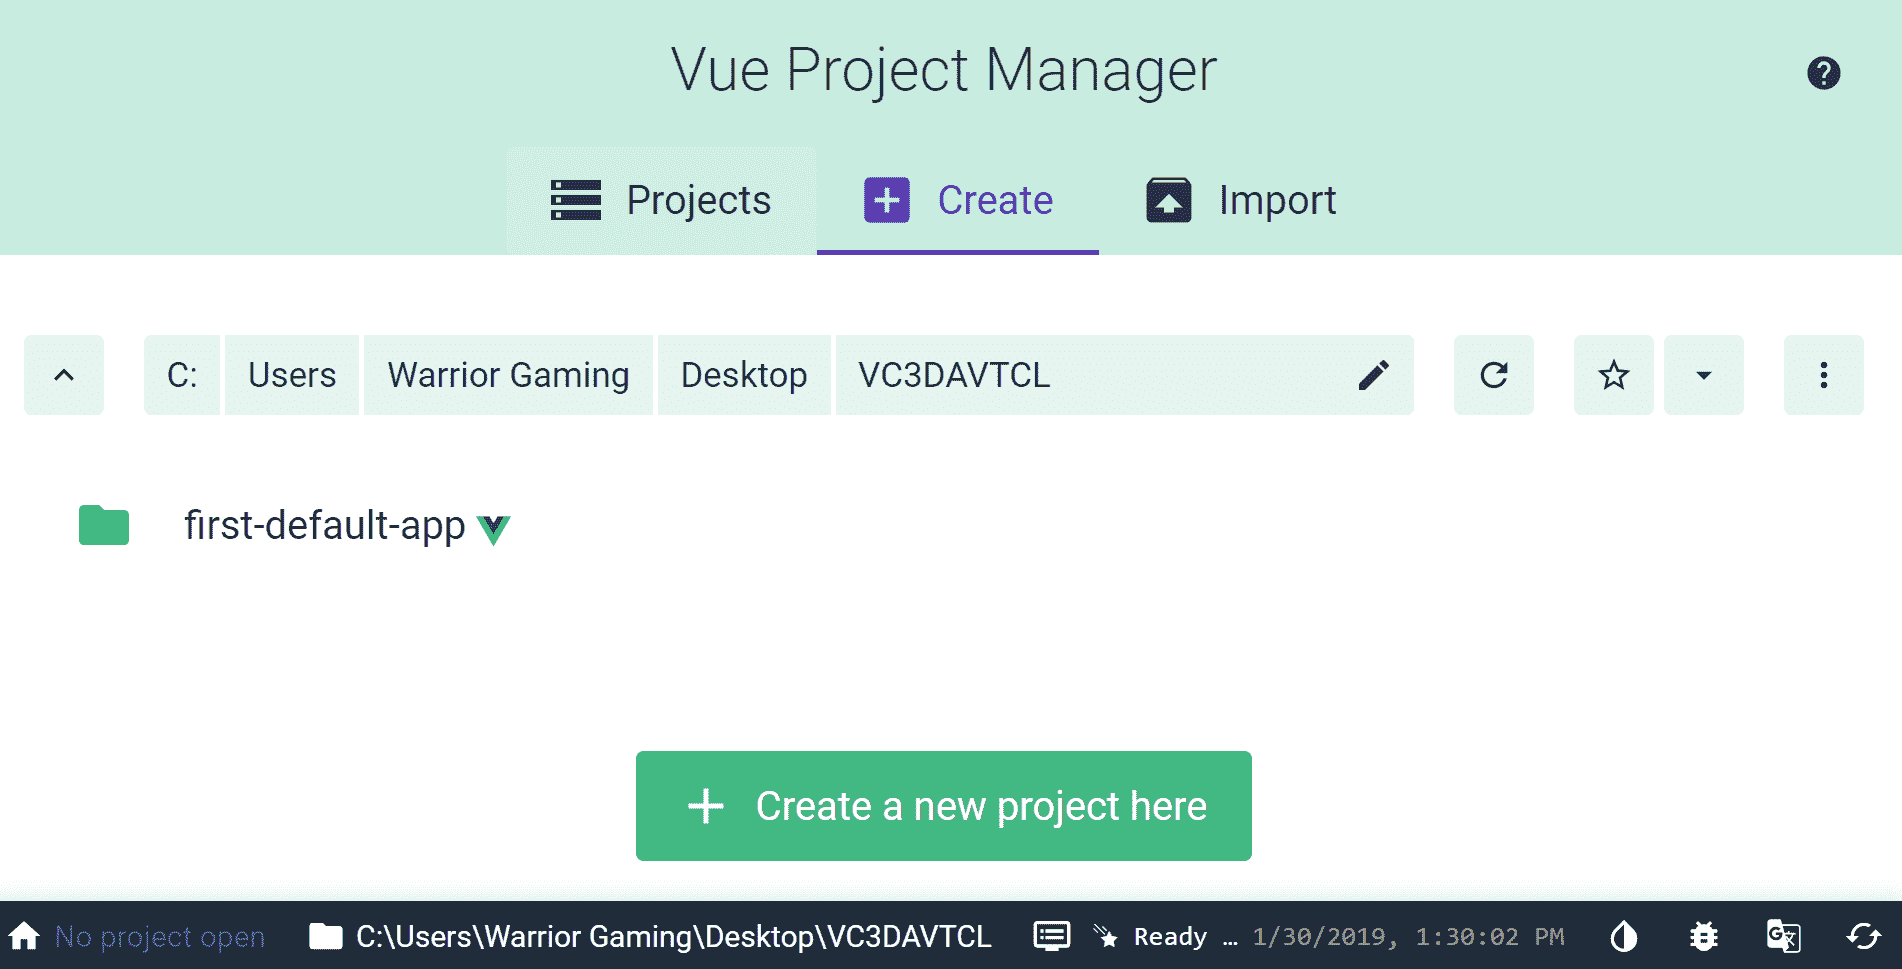 Vue Project Manager
Projects Create Import
C: Users Warrior Gaming Desktop VC3DAVTCL
first-default-app
Create a new project here
No project open C:\Users\Warrior Gaming\Desktop\VC3DAVTCL Ready … 1/30/2019, 1:30:02 PM